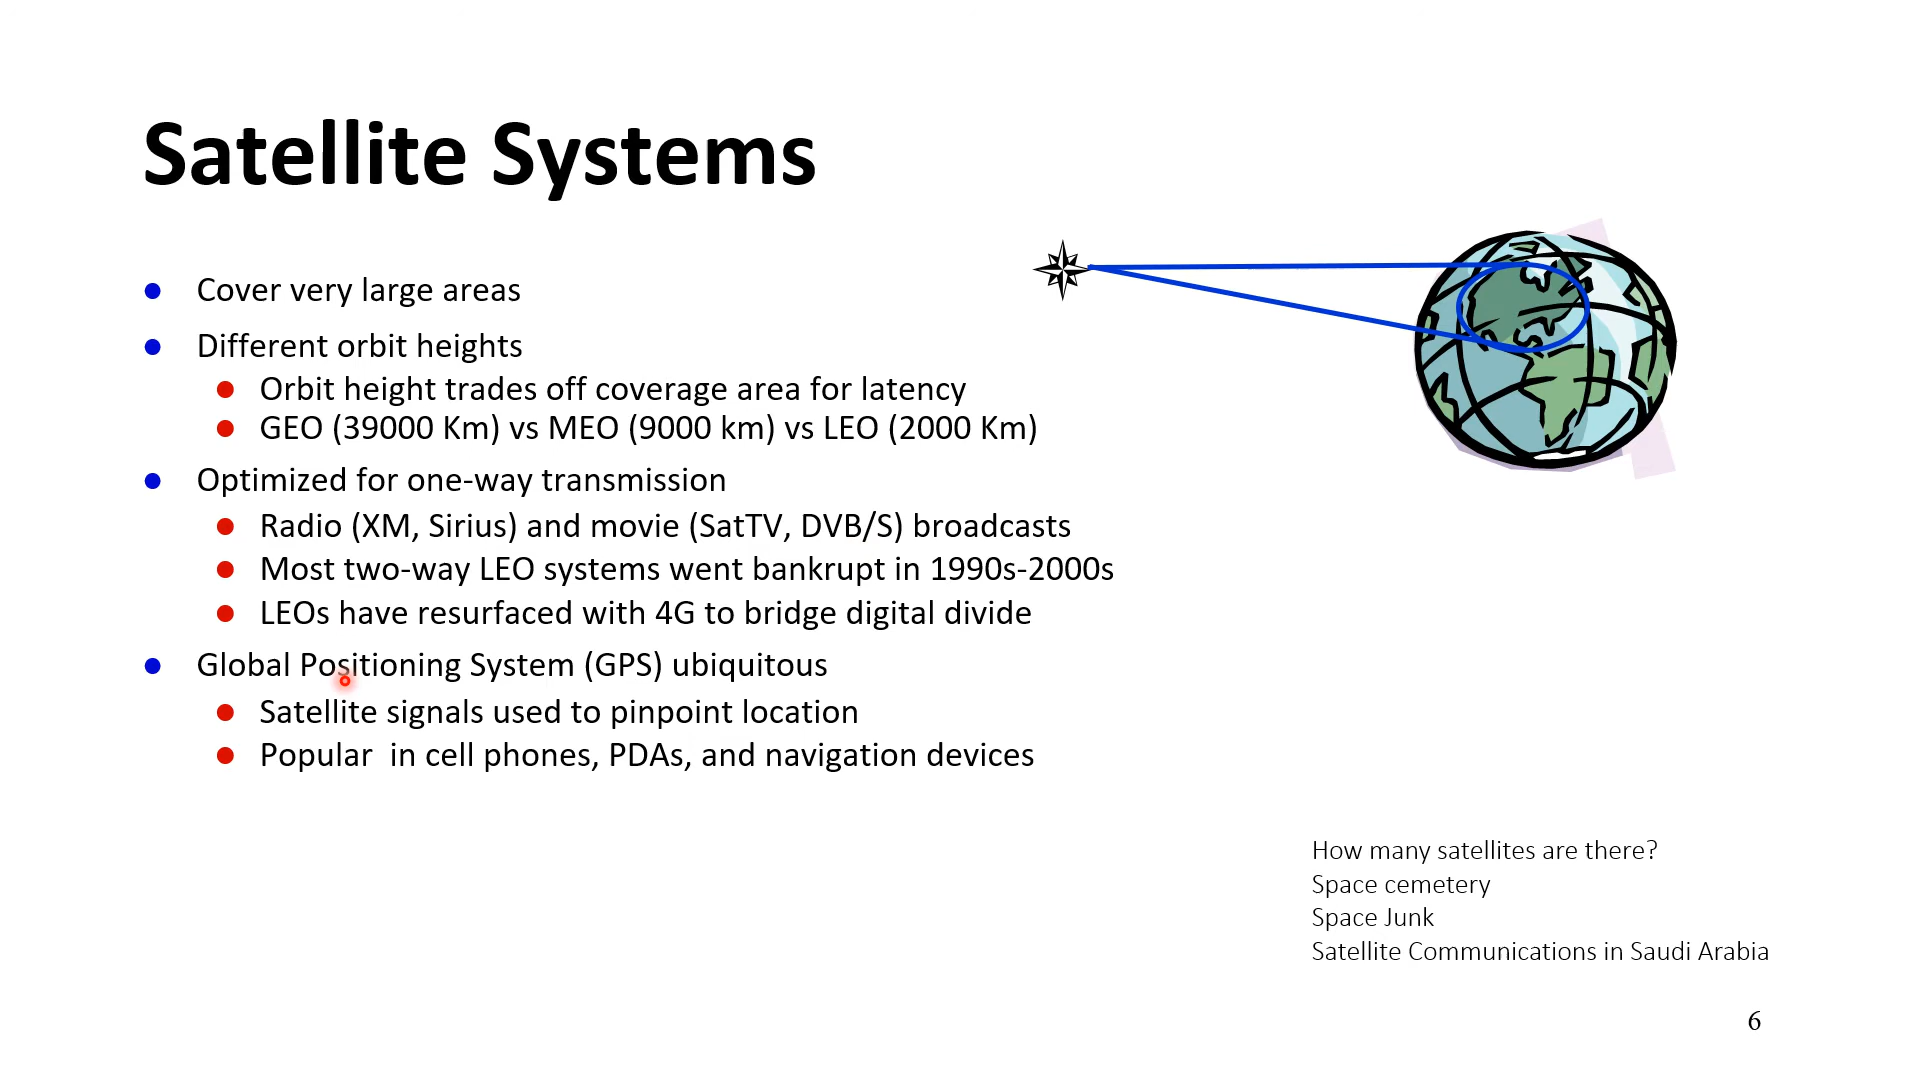 Satellite Systems
Cover very large areas
Different orbit heights
Orbit height trades off coverage area for latency
GEO (39000 Km) vs MEO (9000 km) vs LEO (2000 Km)
Optimized for one-way transmission
Radio (XM, Sirius) and movie (SatTV, DVB/S) broadcasts
Most two-way LEO systems went bankrupt in 1990s-2000s
LEOs have resurfaced with 4G to bridge digital divide
Global Positioning System (GPS) ubiquitous
Satellite signals used to pinpoint location
Popular  in cell phones, PDAs, and navigation devices
How many satellites are there?
Space cemetery
Space Junk
Satellite Communications in Saudi Arabia
6